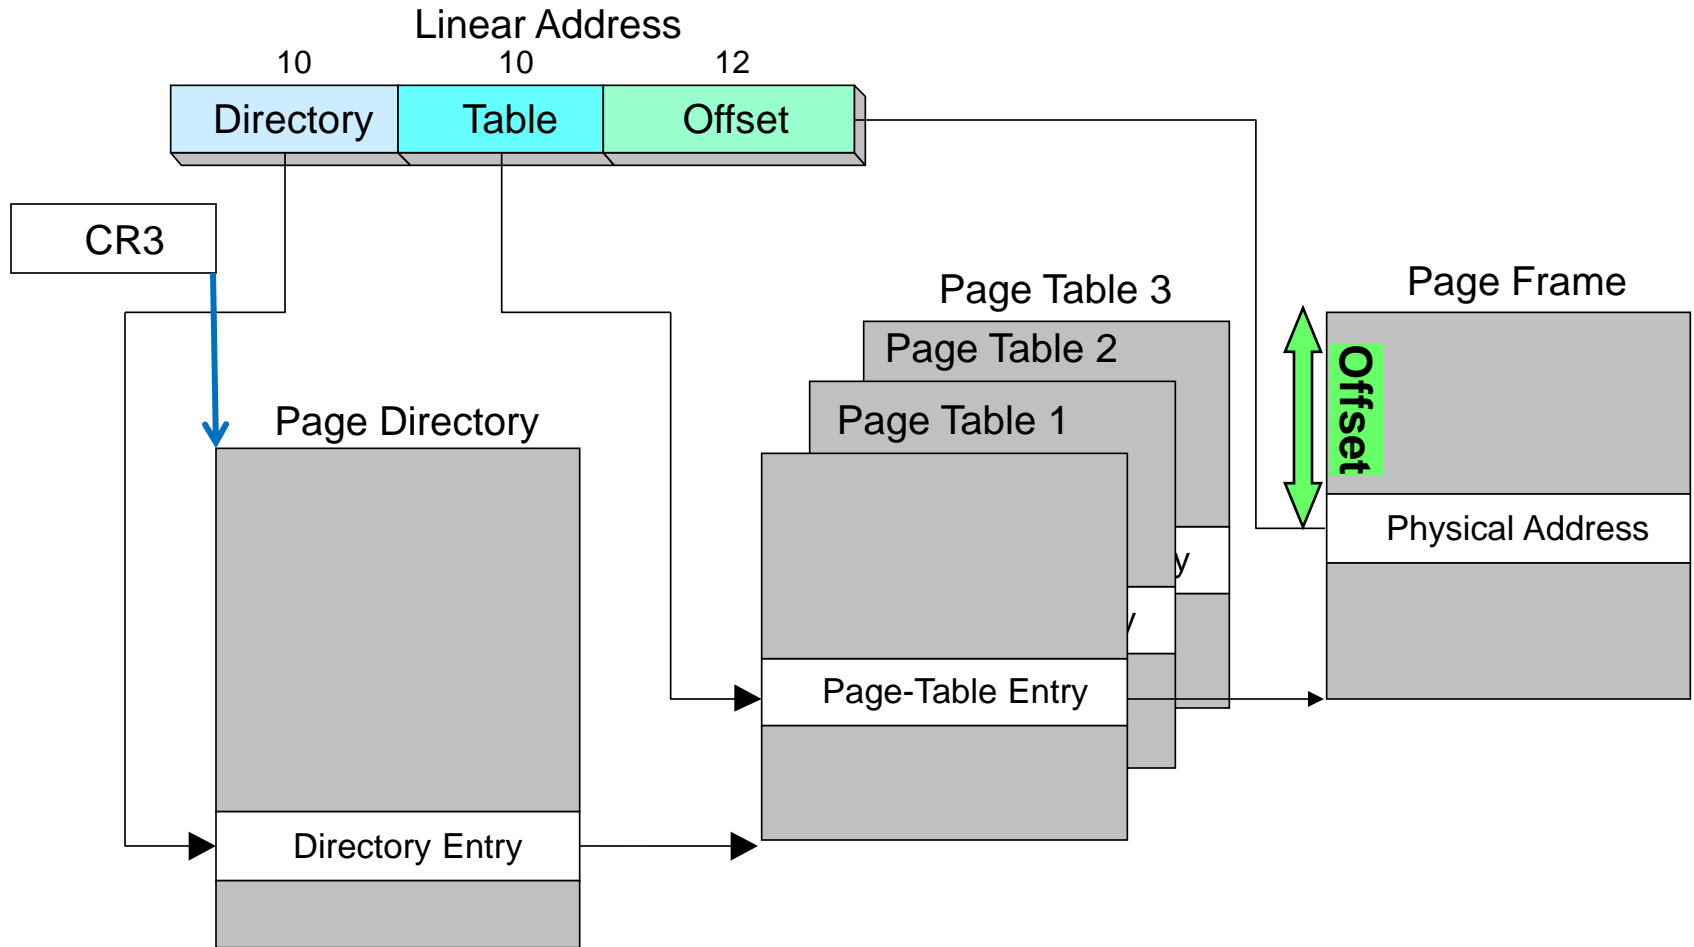 Linear Address
10 10 12
Directory Table Offset
CR3
Page Table 3
Page Frame
Page Table 2
Offset
Page Directory
Page Table 1
Physical Address
y
y
Page-Table Entry
Directory Entry